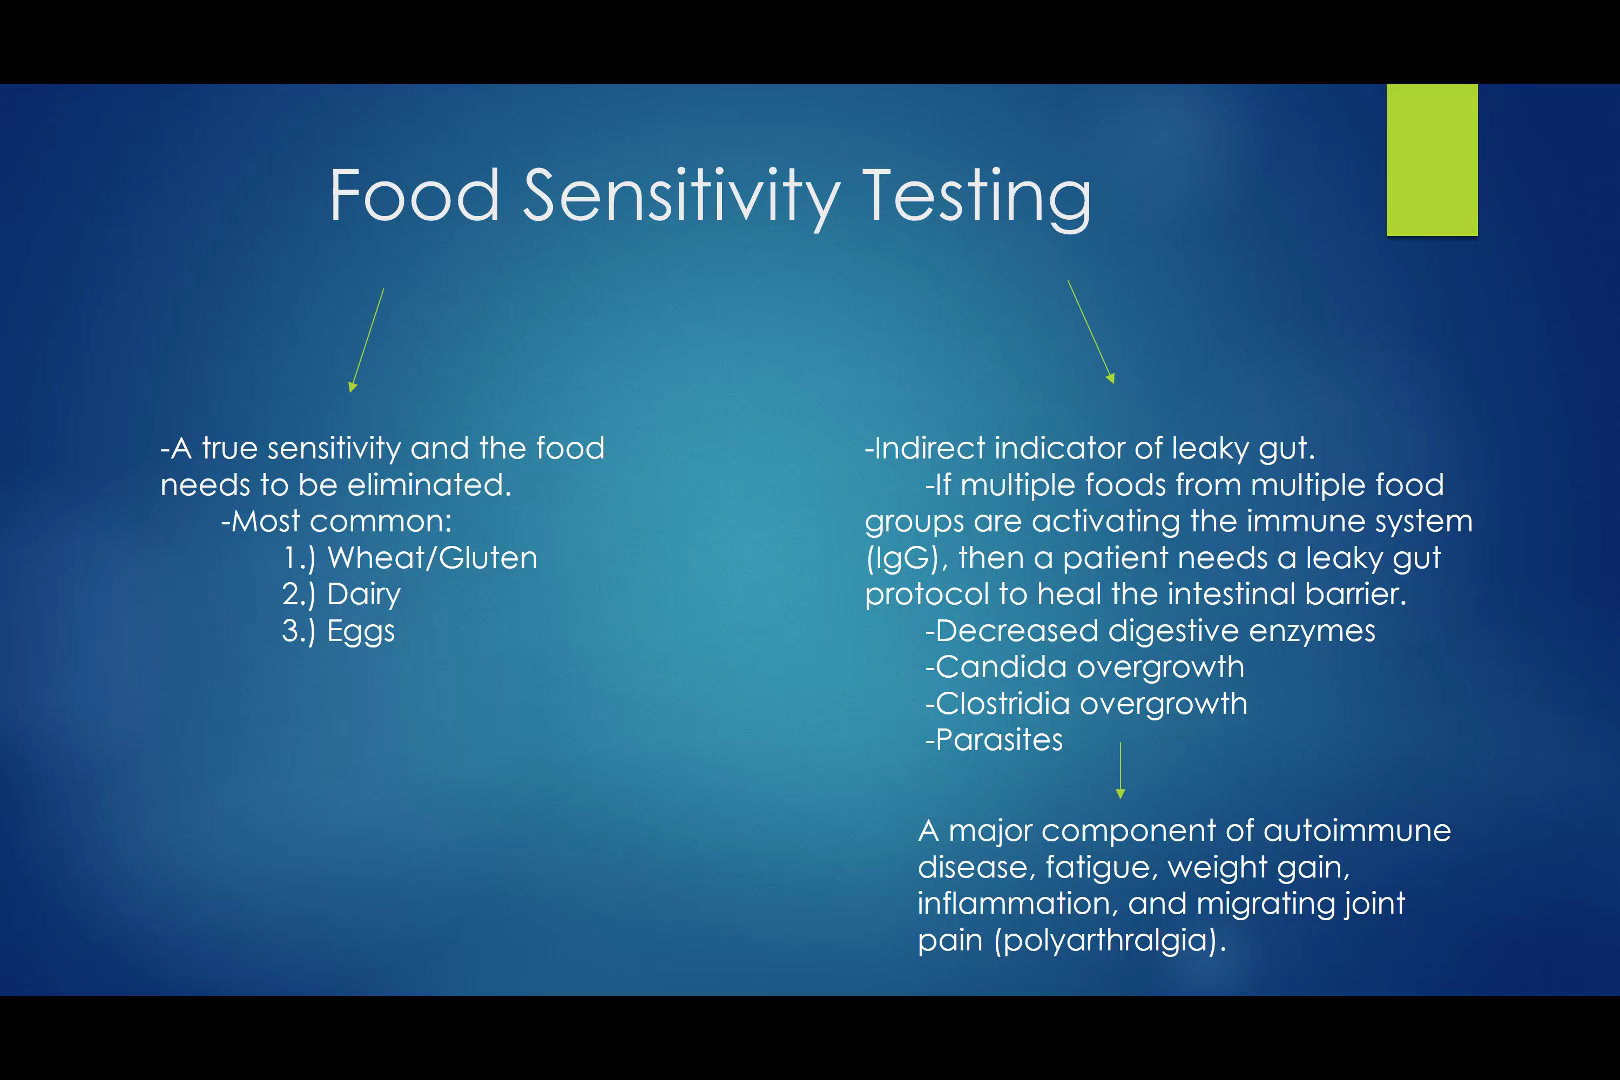 Food Sensitivity Testing
-A true sensitivity and the food
needs to be eliminated.
-Most common:
1.) Wheat/Gluten
2.) Dairy
3.) Eggs
-Indirect indicator of leaky gut.
-If multiple foods from multiple food
groups are activating the immune system
(IgG), then a patient needs a leaky gut
protocol to heal the intestinal barrier.
-Decreased digestive enzymes
-Candida overgrowth
-Clostridia overgrowth
-Parasites
A major component of autoimmune
disease, fatigue, weight gain,
inflammation, and migrating joint
pain (polyarthralgia).